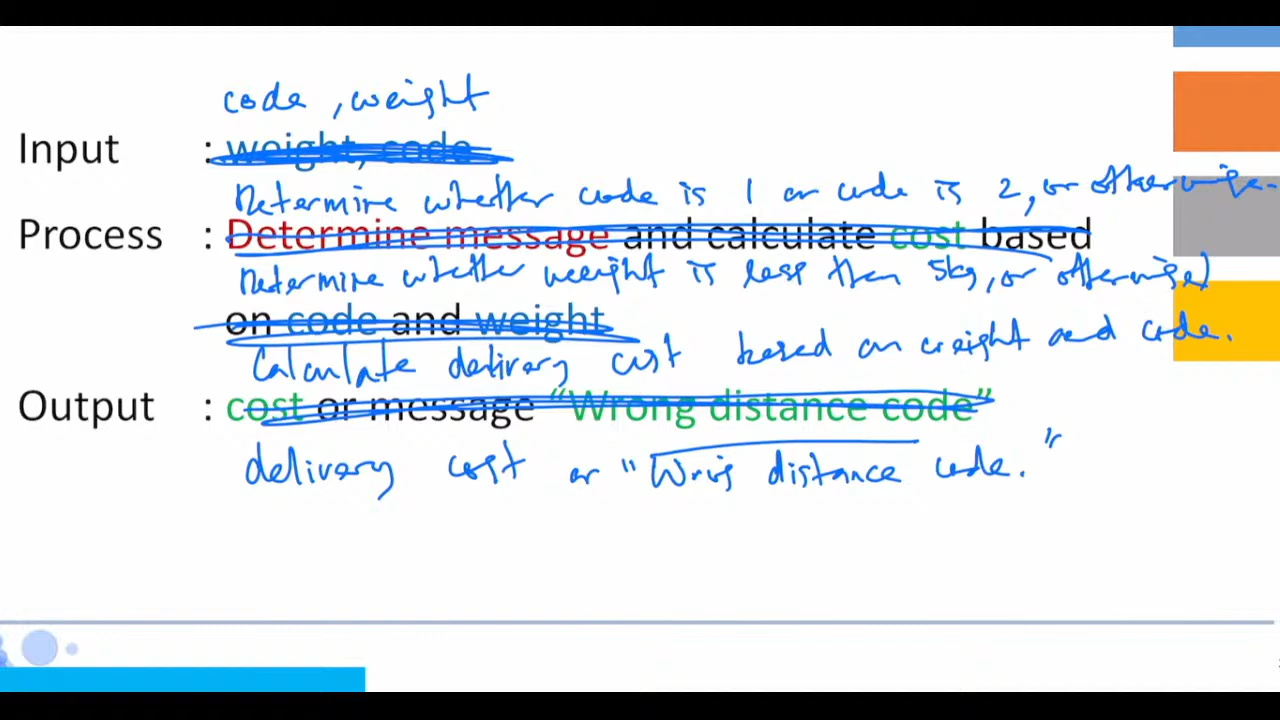 code , weight
Input : weight, code
Determine whether code is 1 or code is 2, or otherwise.
Process : Determine message and calculate cost based
Determine whether weight is less than 5kg, or otherwise
on code and weight
Calculate delivery cost based on weight and code.
Output : cost or message “Wrong distance code”
delivery cost or "Wrong distance code."